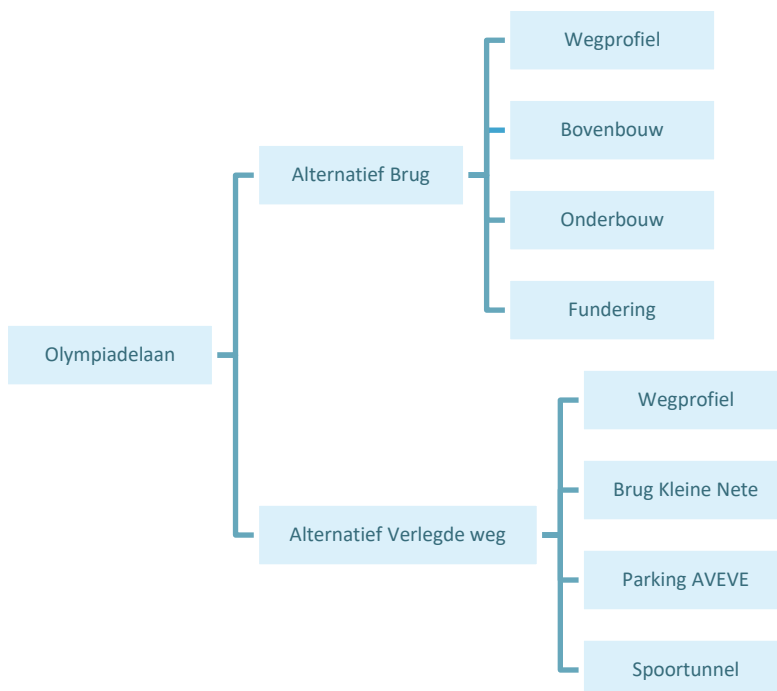 Olympiadelaan
Alternatief Brug
Wegprofiel
Bovenbouw
Onderbouw
Fundering
Alternatief Verlegde weg
Wegprofiel
Brug Kleine Nete
Parking AVEVE
Spoortunnel